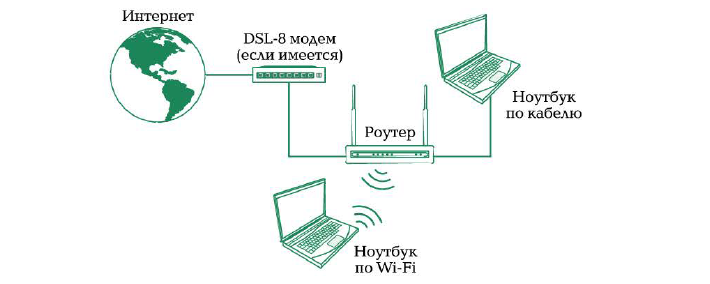 Интернет
DSL-8 модем
(если имеется)
Ноутбук
по кабелю
Роутер
Ноутбук
по Wi-Fi